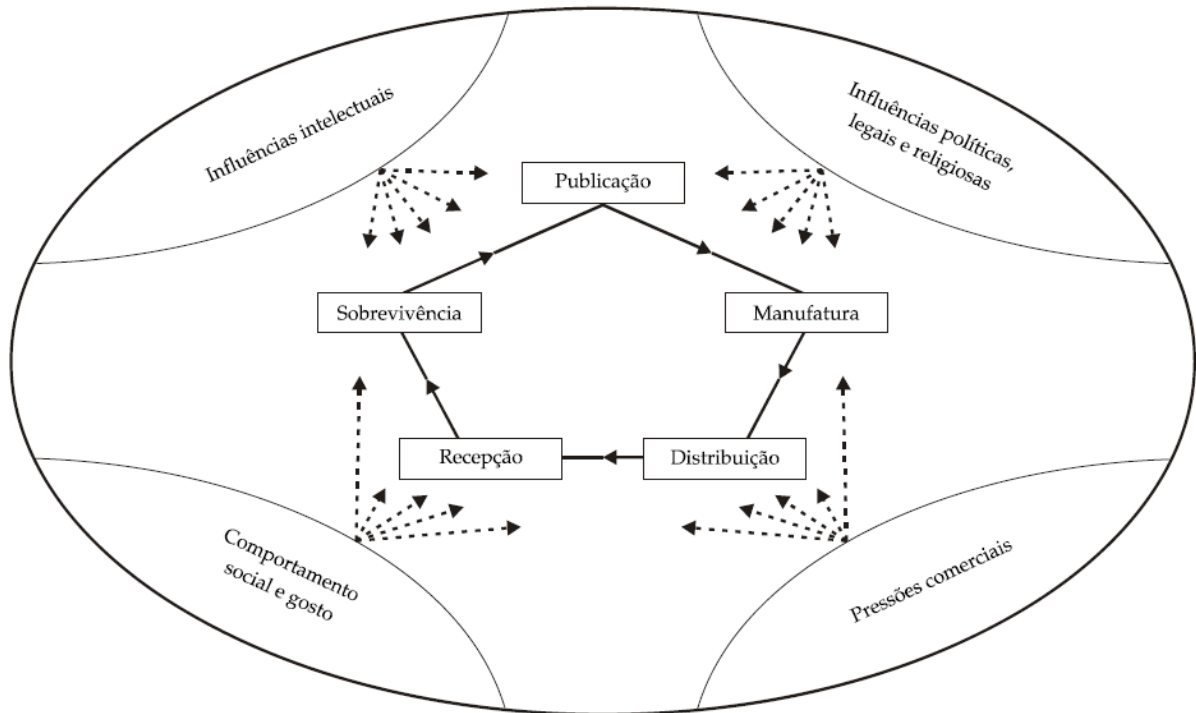 Influências intelectuais
Influências políticas,
legais e religiosas
Publicação
Sobrevivência
Manufatura
Recepção
Distribuição
Comportamento
social e gosto
Pressões comerciais